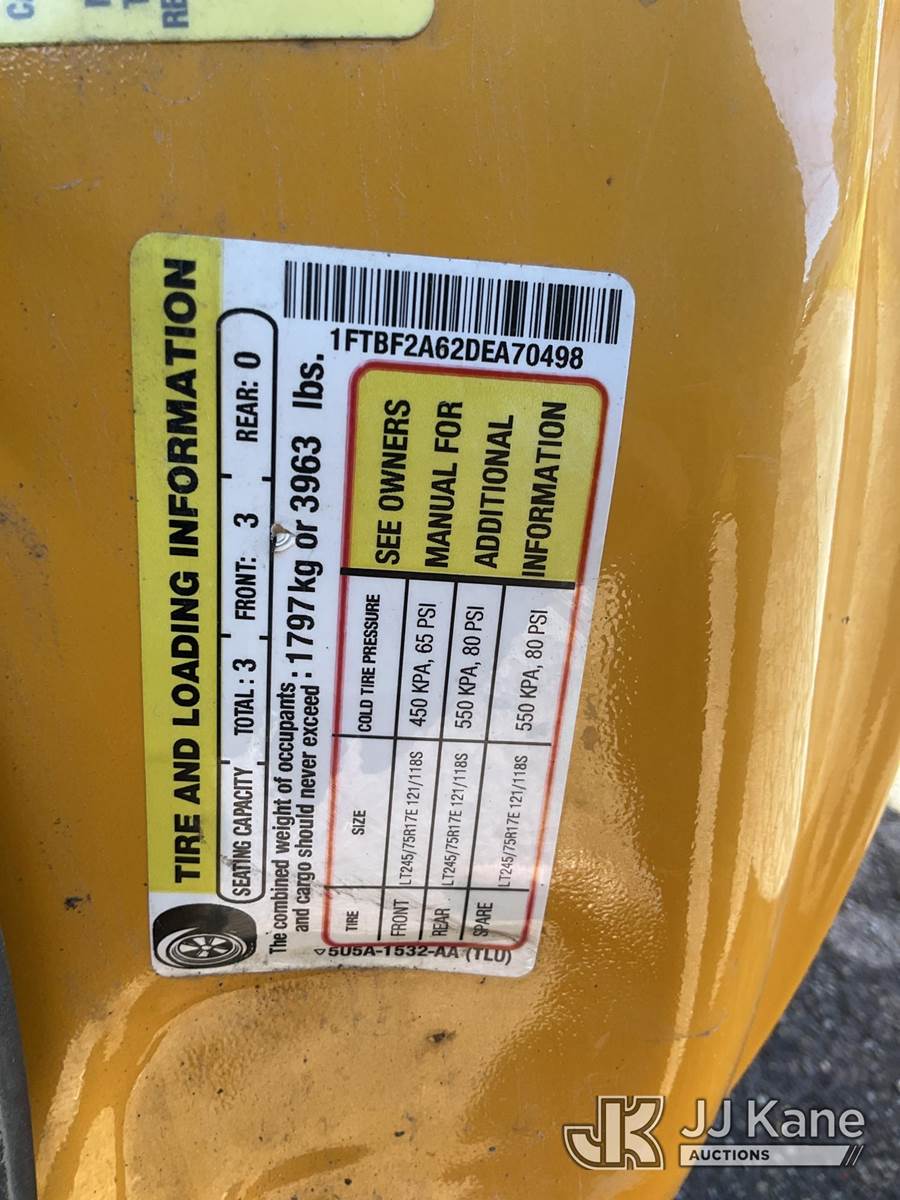 TIRE AND LOADING INFORMATION
SEATING CAPACITY TOTAL : 3 FRONT: 3 REAR: 0
The combined weight of occupants
and cargo should never exceed : 1797 kg or 3963 lbs.
TIRE SIZE COLD TIRE PRESSURE
FRONT LT245/75R17E 121/118S 450 KPA, 65 PSI
REAR LT245/75R17E 121/118S 550 KPA, 80 PSI
SPARE LT245/75R17E 121/118S 550 KPA, 80 PSI
SEE OWNERS
MANUAL FOR
ADDITIONAL
INFORMATION
1FTBF2A62DEA70498
5U5A-1532-AA (TLU)
JK JJ Kane
AUCTIONS